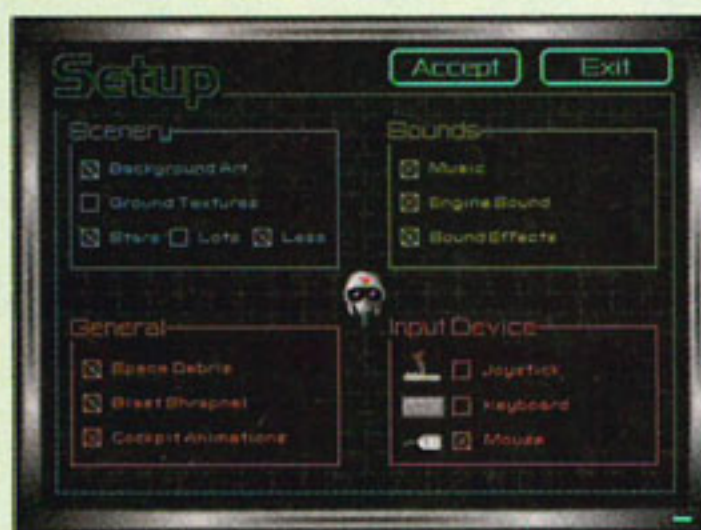 Setup
Accept
Exit
Scenery
Background Art
Ground Textures
Stars Lots Less
Sounds
Music
Engine Sound
Sound Effects
General
Space Debris
Blast Shrapnel
Cockpit Animations
Input Device
Joystick
Keyboard
Mouse